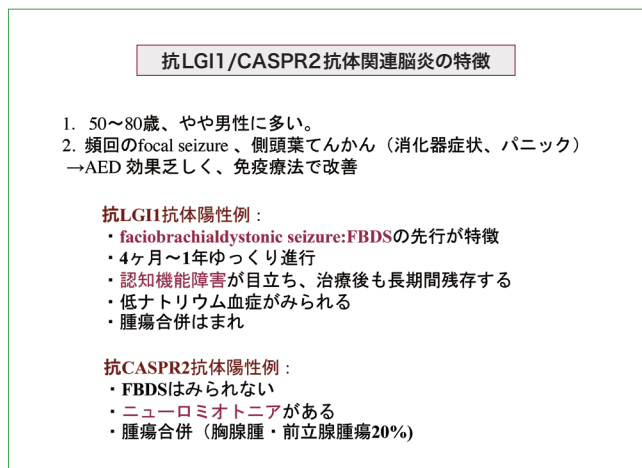 抗LGI1/CASPR2抗体関連脳炎の特徴
1. 50〜80歳、やや男性に多い。
2. 頻回のfocal seizure 、側頭葉てんかん（消化器症状、パニック）
→AED 効果乏しく、免疫療法で改善
抗LGI1抗体陽性例：
・faciobrachialdystonic seizure:FBDSの先行が特徴
・4ヶ月〜1年ゆっくり進行
・認知機能障害が目立ち、治療後も長期間残存する
・低ナトリウム血症がみられる
・腫瘍合併はまれ
抗CASPR2抗体陽性例：
・FBDSはみられない
・ニューロミオトニアがある
・腫瘍合併（胸腺腫・前立腺腫瘍20%)